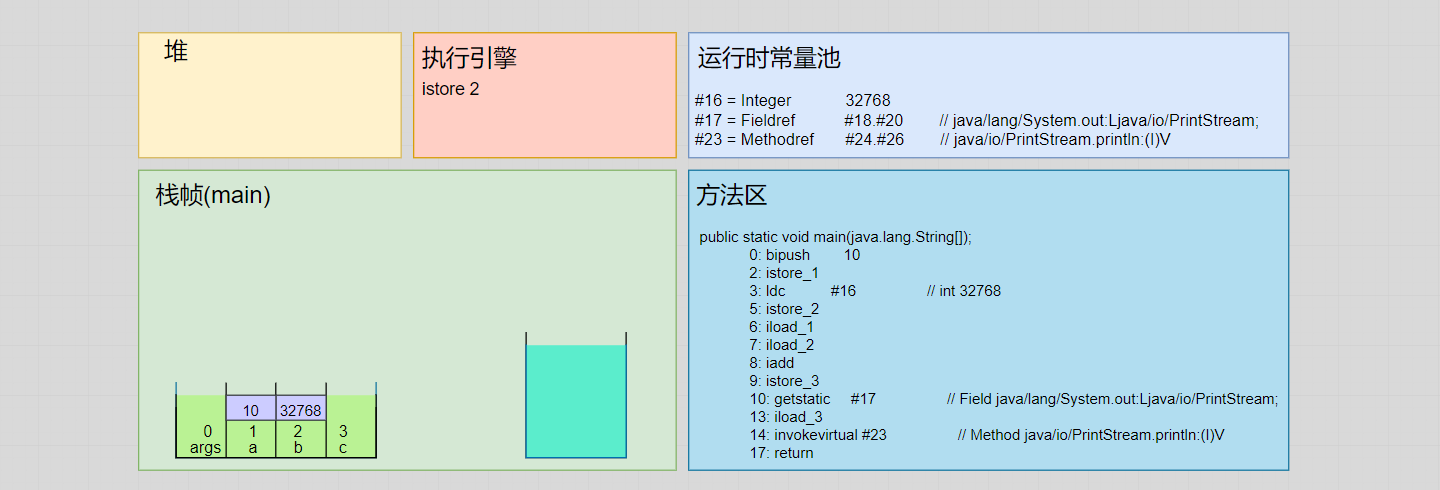 堆
执行引擎
istore 2
运行时常量池
#16 = Integer 32768
#17 = Fieldref #18.#20 // java/lang/System.out:Ljava/io/PrintStream;
#23 = Methodref #24.#26 // java/io/PrintStream.println:(I)V
栈帧(main)
10 32768
0 1 2 3
args a b c
方法区
public static void main(java.lang.String[]);
0: bipush 10
2: istore_1
3: ldc #16 // int 32768
5: istore_2
6: iload_1
7: iload_2
8: iadd
9: istore_3
10: getstatic #17 // Field java/lang/System.out:Ljava/io/PrintStream;
13: iload_3
14: invokevirtual #23 // Method java/io/PrintStream.println:(I)V
17: return